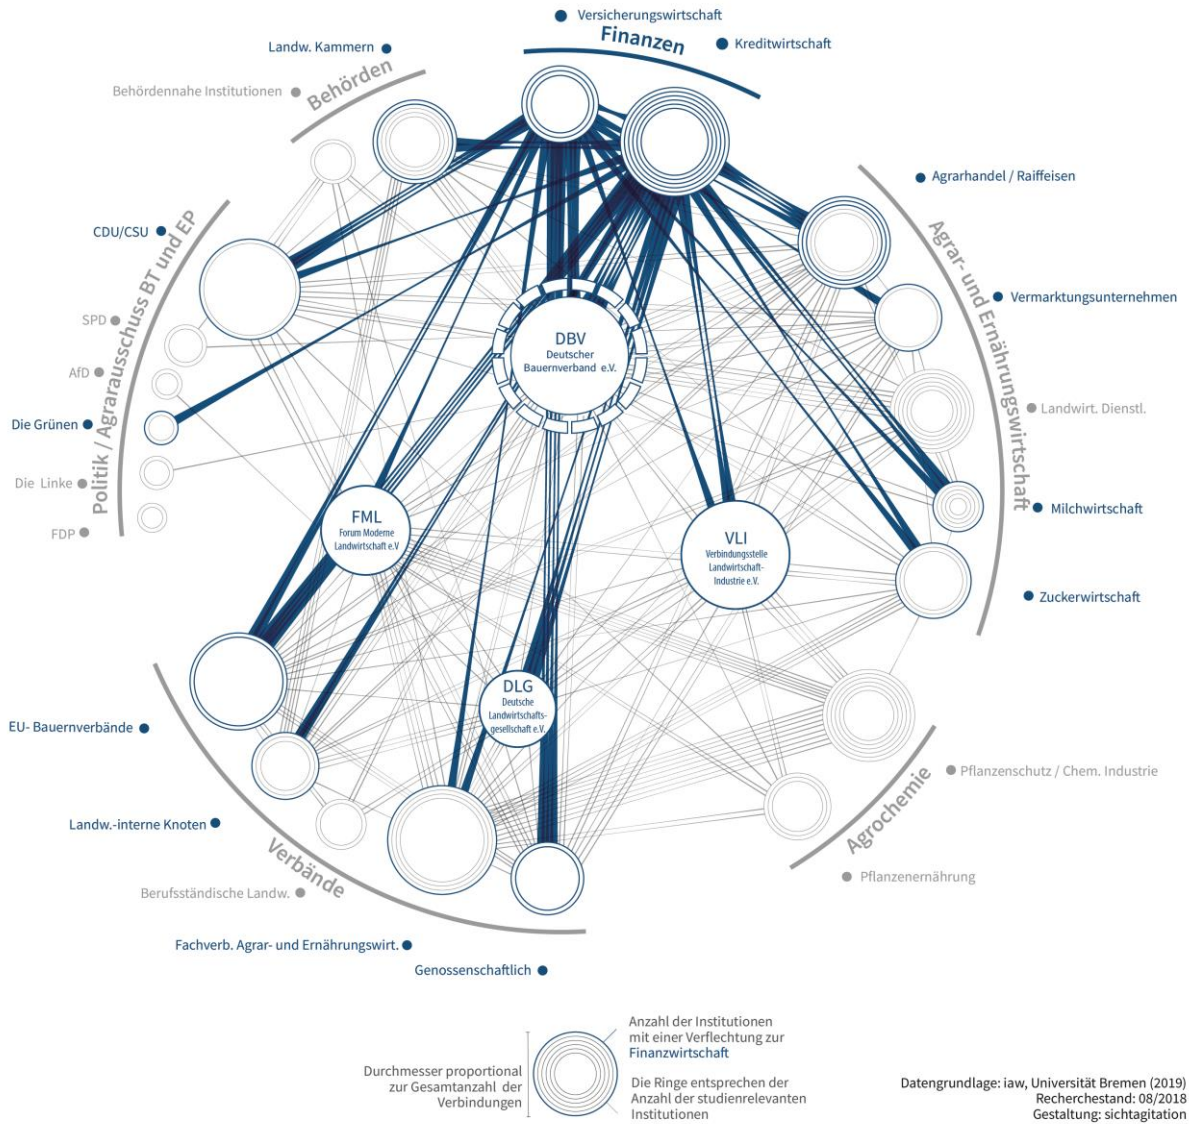 Versicherungswirtschaft
Finanzen
Kreditwirtschaft
Landw. Kammern
Behördennahe Institutionen
Behörden
Agrarhandel / Raiffeisen
Agrar- und Ernährungswirtschaft
Vermarktungsunternehmen
Landwirt. Dienstl.
Milchwirtschaft
Zuckerwirtschaft
CDU/CSU
Politik / Agrarausschuss BT und EP
SPD
AfD
Die Grünen
Die Linke
FDP
DBV
Deutscher
Bauernverband e.V.
FML
Forum Moderne
Landwirtschaft e.V
VLI
Verbindungsstelle
Landwirtschaft-
Industrie e.V.
DLG
Deutsche
Landwirtschafts-
gesellschaft e.V.
EU- Bauernverbände
Landw.-interne Knoten
Verbände
Berufsständische Landw.
Fachverb. Agrar- und Ernährungswirt.
Genossenschaftlich
Pflanzenschutz / Chem. Industrie
Agrochemie
Pflanzenernährung
Durchmesser proportional
zur Gesamtanzahl der
Verbindungen
Anzahl der Institutionen
mit einer Verflechtung zur
Finanzwirtschaft
Die Ringe entsprechen der
Anzahl der studienrelevanten
Institutionen
Datengrundlage: iaw, Universität Bremen (2019)
Recherchestand: 08/2018
Gestaltung: sichtagitation